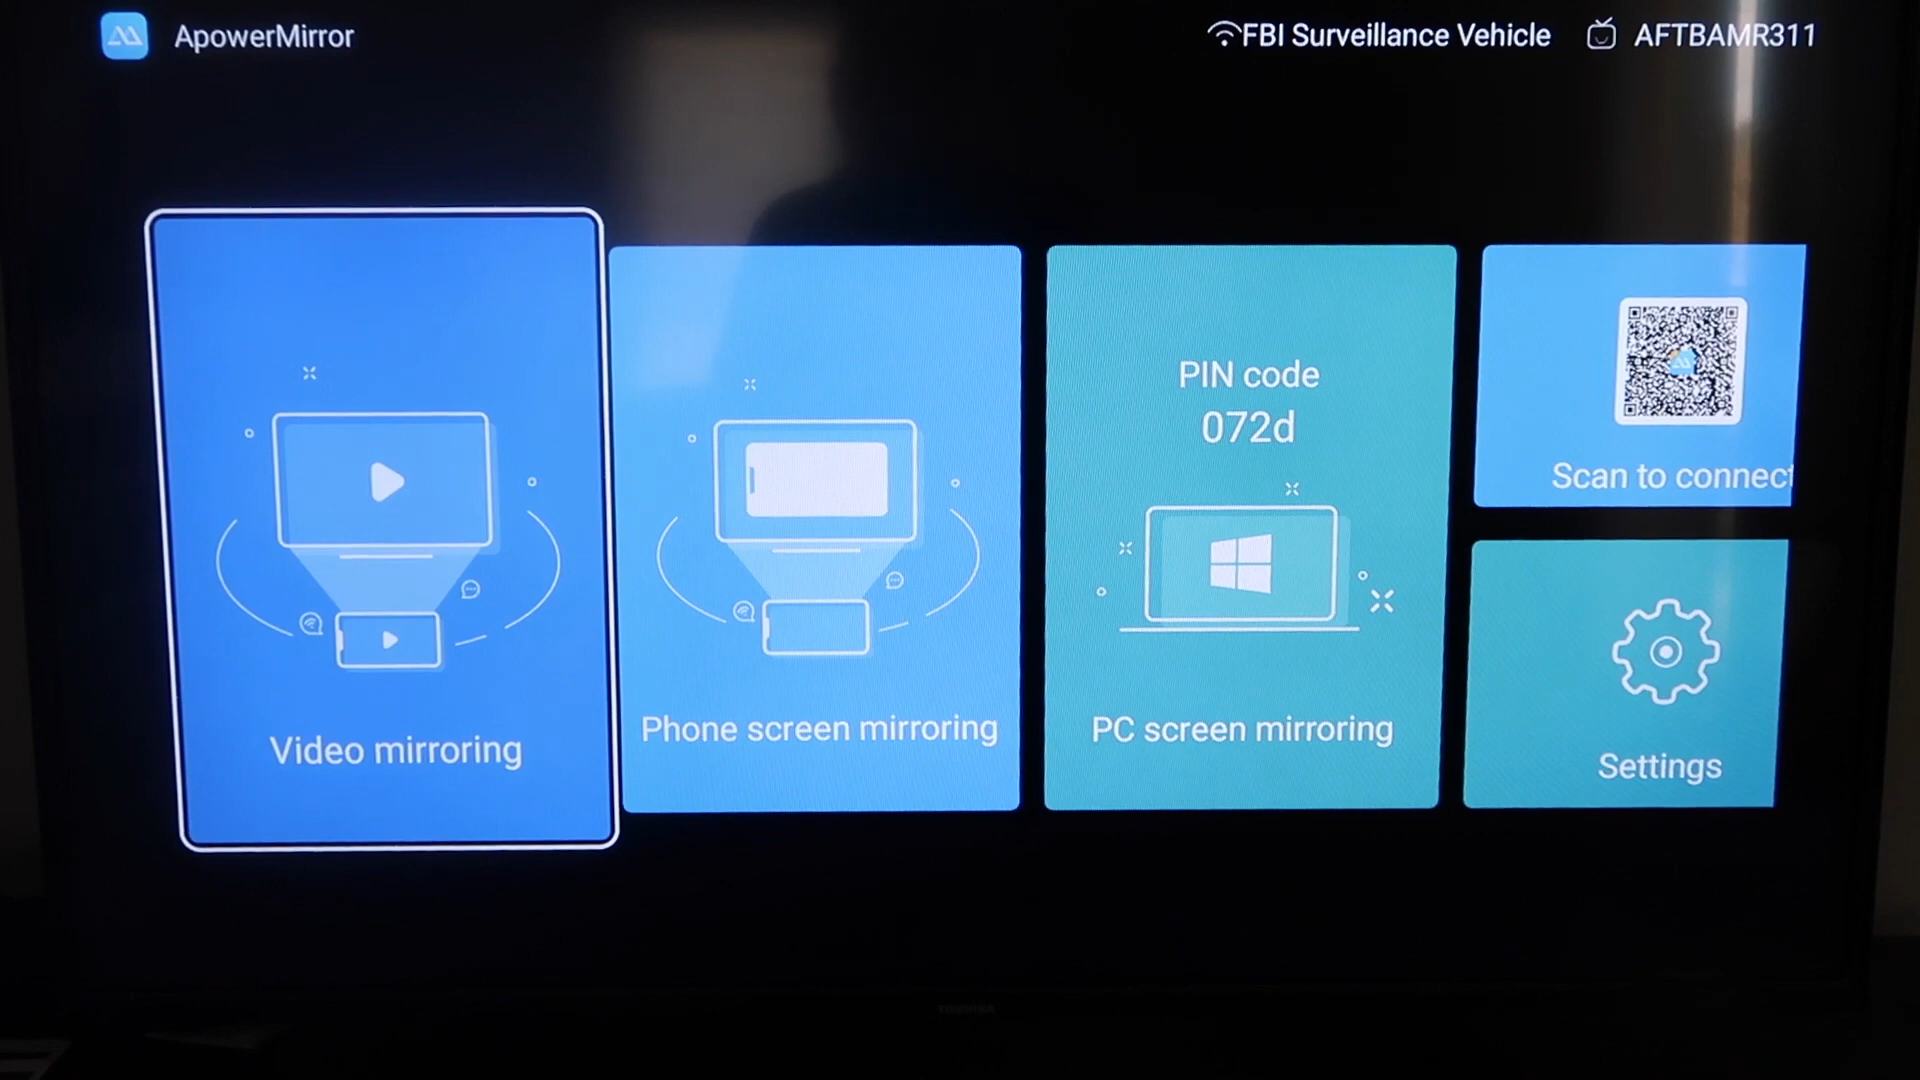 ApowerMirror
FBI Surveillance Vehicle
AFTBAMR311
Video mirroring
Phone screen mirroring
PIN code
072d
PC screen mirroring
Scan to connect
Settings
TOSHIBA